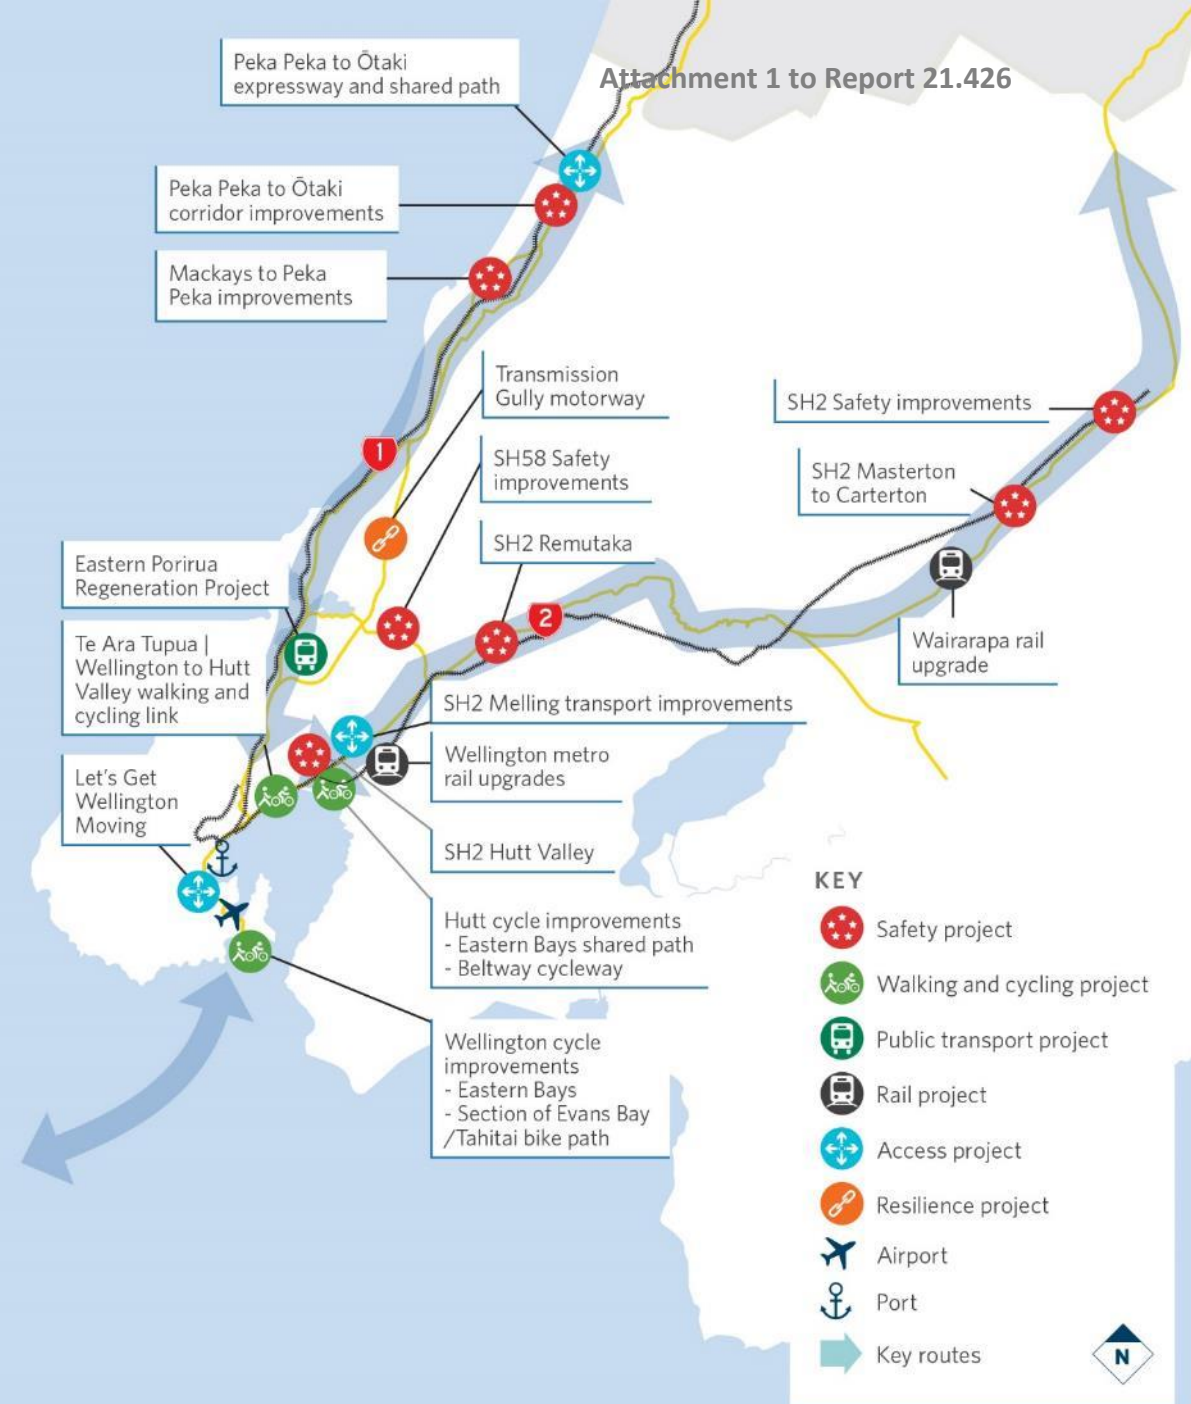 Attachment 1 to Report 21.426
Peka Peka to Ōtaki
expressway and shared path
Peka Peka to Ōtaki
corridor improvements
Mackays to Peka
Peka improvements
Transmission
Gully motorway
SH58 Safety
improvements
SH2 Remutaka
SH2 Safety improvements
SH2 Masterton
to Carterton
1
2
Eastern Porirua
Regeneration Project
Te Ara Tupua |
Wellington to Hutt
Valley walking and
cycling link
Let's Get
Wellington
Moving
Wairarapa rail
upgrade
SH2 Melling transport improvements
Wellington metro
rail upgrades
SH2 Hutt Valley
Hutt cycle improvements
- Eastern Bays shared path
- Beltway cycleway
Wellington cycle
improvements
- Eastern Bays
- Section of Evans Bay
/Tahitai bike path
KEY
Safety project
Walking and cycling project
Public transport project
Rail project
Access project
Resilience project
Airport
Port
Key routes
N